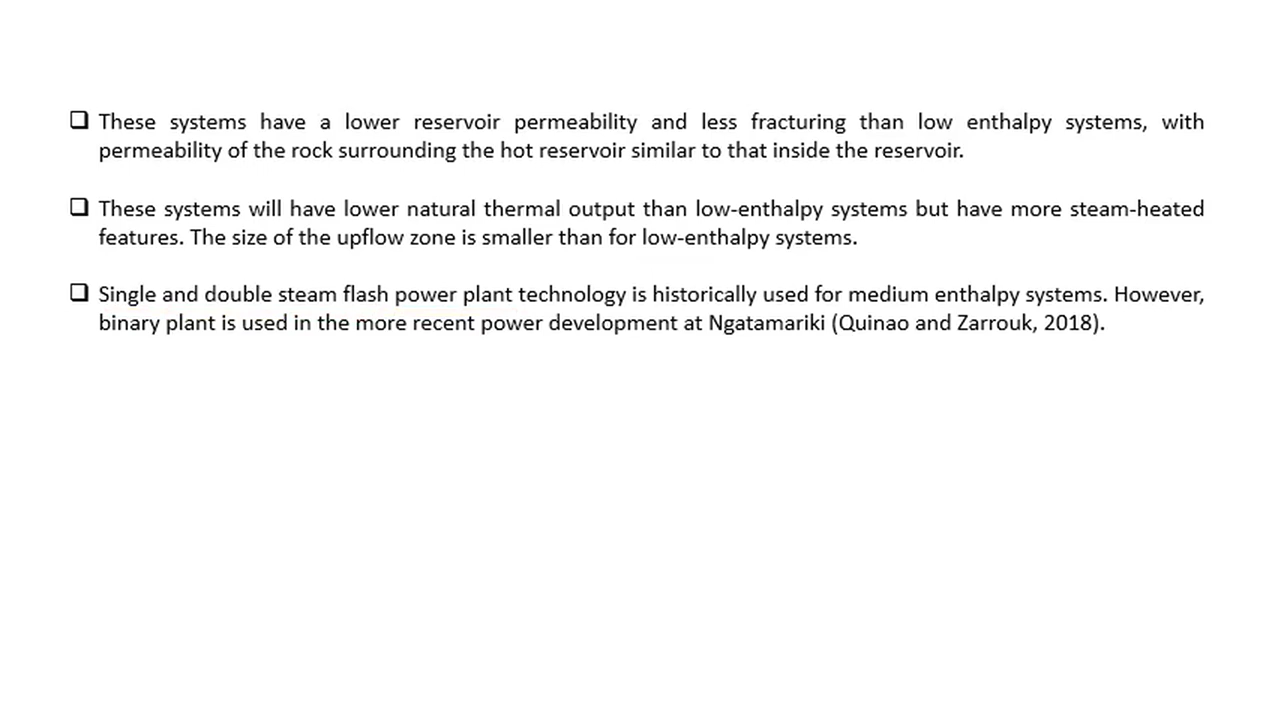 ❑ These systems have a lower reservoir permeability and less fracturing than low enthalpy systems, with
permeability of the rock surrounding the hot reservoir similar to that inside the reservoir.
❑ These systems will have lower natural thermal output than low-enthalpy systems but have more steam-heated
features. The size of the upflow zone is smaller than for low-enthalpy systems.
❑ Single and double steam flash power plant technology is historically used for medium enthalpy systems. However,
binary plant is used in the more recent power development at Ngatamariki (Quinao and Zarrouk, 2018).